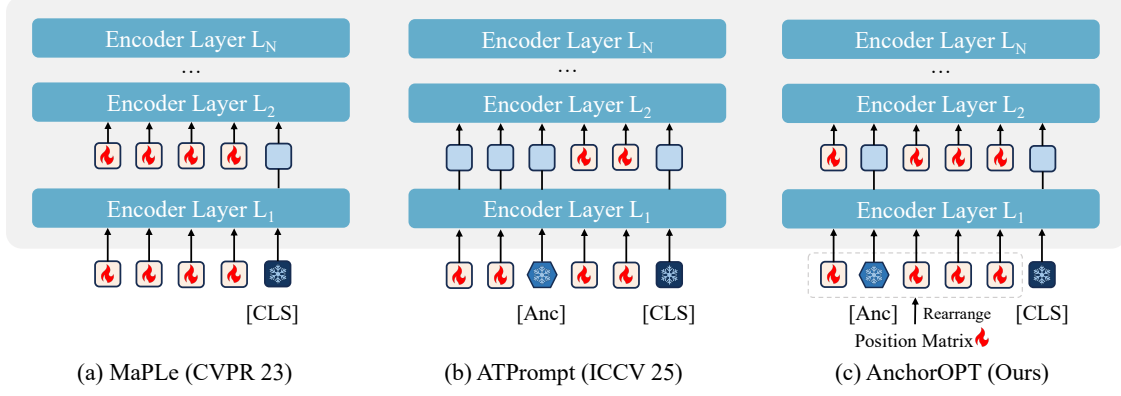 Encoder Layer L_N
...
Encoder Layer L_2
Encoder Layer L_1
[CLS]
(a) MaPLe (CVPR 23)
Encoder Layer L_N
...
Encoder Layer L_2
Encoder Layer L_1
[Anc] [CLS]
(b) ATPrompt (ICCV 25)
Encoder Layer L_N
...
Encoder Layer L_2
Encoder Layer L_1
[Anc] Rearrange [CLS]
Position Matrix
(c) AnchorOPT (Ours)